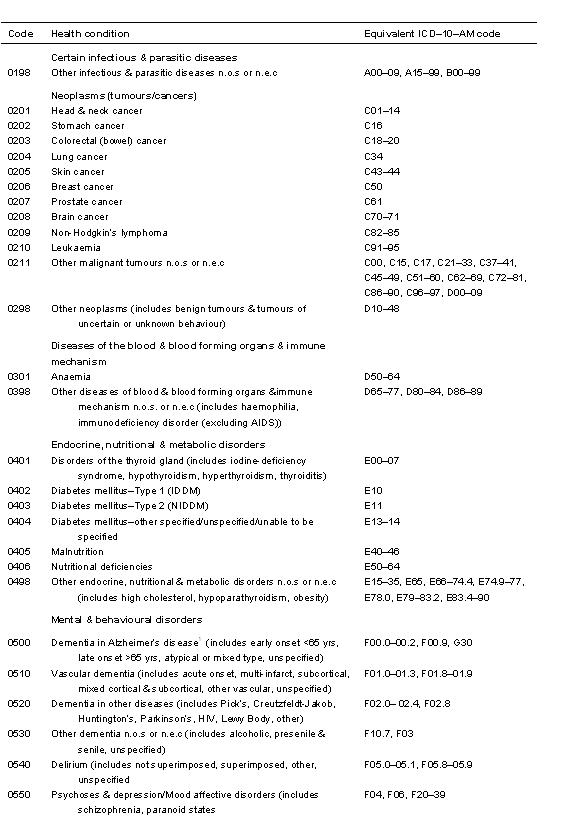 Code Health condition Equivalent ICD–10–AM code
Certain infectious & parasitic diseases
0198 Other infectious & parasitic diseases n.o.s or n.e.c A00–09, A15–99, B00–99
Neoplasms (tumours/cancers)
0201 Head & neck cancer C01–14
0202 Stomach cancer C16
0203 Colorectal (bowel) cancer C18–20
0204 Lung cancer C34
0205 Skin cancer C43–44
0206 Breast cancer C50
0207 Prostate cancer C61
0208 Brain cancer C70–71
0209 Non-Hodgkin's lymphoma C82–85
0210 Leukaemia C91–95
0211 Other malignant tumours n.o.s or n.e.c C00, C15, C17, C21–33, C37–41,
C45–49, C51–60, C62–69, C72–81,
C86–90, C96–97, D00–09
0298 Other neoplasms (includes benign tumours & tumours of D10–48
uncertain or unknown behaviour)
Diseases of the blood & blood forming organs & immune
mechanism
0301 Anaemia D50–64
0398 Other diseases of blood & blood forming organs &immune D65–77, D80–84, D86–89
mechanism n.o.s. or n.e.c (includes haemophilia,
immunodeficiency disorder (excluding AIDS))
Endocrine, nutritional & metabolic disorders
0401 Disorders of the thyroid gland (includes iodine-deficiency E00–07
syndrome, hypothyroidism, hyperthyroidism, thyroiditis)
0402 Diabetes mellitus–Type 1 (IDDM) E10
0403 Diabetes mellitus–Type 2 (NIDDM) E11
0404 Diabetes mellitus–other specified/unspecified/unable to be E13–14
specified
0405 Malnutrition E40–46
0406 Nutritional deficiencies E50–64
0498 Other endocrine, nutritional & metabolic disorders n.o.s or n.e.c E15–35, E65, E66–74.4, E74.9–77,
(includes high cholesterol, hypoparathyroidism, obesity) E78.0, E79–83.2, E83.4–90
Mental & behavioural disorders
0500 Dementia in Alzheimer's disease¹ (includes early onset <65 yrs, F00.0–00.2, F00.9, G30
late onset >65 yrs, atypical or mixed type, unspecified)
0510 Vascular dementia (includes acute onset, multi-infarct, subcortical, F01.0–01.3, F01.8–01.9
mixed cortical & subcortical, other vascular, unspecified)
0520 Dementia in other diseases (includes Pick's, Creutzfeldt-Jakob, F02.0– 02.4, F02.8
Huntington's, Parkinson's, HIV, Lewy Body, other)
0530 Other dementia n.o.s or n.e.c (includes alcoholic, presenile & F10.7, F03
senile, unspecified)
0540 Delirium (includes not superimposed, superimposed, other, F05.0–05.1, F05.8–05.9
unspecified
0550 Psychoses & depression/Mood affective disorders (includes F04, F06, F20–39
schizophrenia, paranoid states